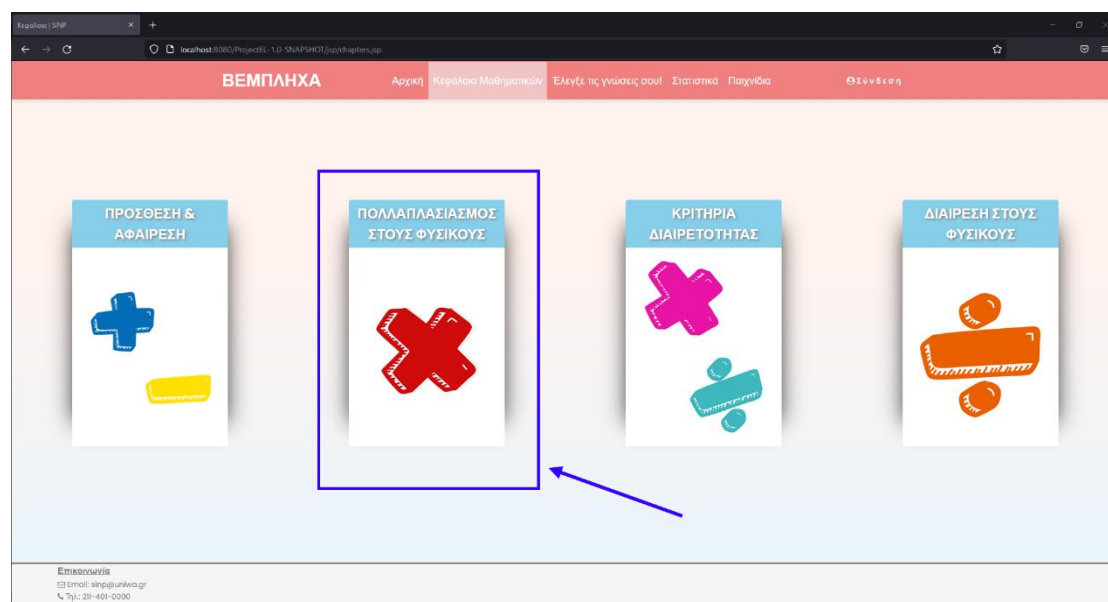 Κεφάλαια | SINP
localhost:8080/ProjectEL-1.0-SNAPSHOT/jsp/chapters.jsp
ΒΕΜΠΛΗΧΑ
Αρχική Κεφάλαια Μαθηματικών Έλεγξε τις γνώσεις σου! Στατιστικά Παιχνίδια Σύνδεση
ΠΡΟΣΘΕΣΗ &
ΑΦΑΙΡΕΣΗ
ΠΟΛΛΑΠΛΑΣΙΑΣΜΟΣ
ΣΤΟΥΣ ΦΥΣΙΚΟΥΣ
ΚΡΙΤΗΡΙΑ
ΔΙΑΙΡΕΤΟΤΗΤΑΣ
ΔΙΑΙΡΕΣΗ ΣΤΟΥΣ
ΦΥΣΙΚΟΥΣ
Επικοινωνία
Email: sinp@uniwa.gr
Τηλ.: 211-401-0000